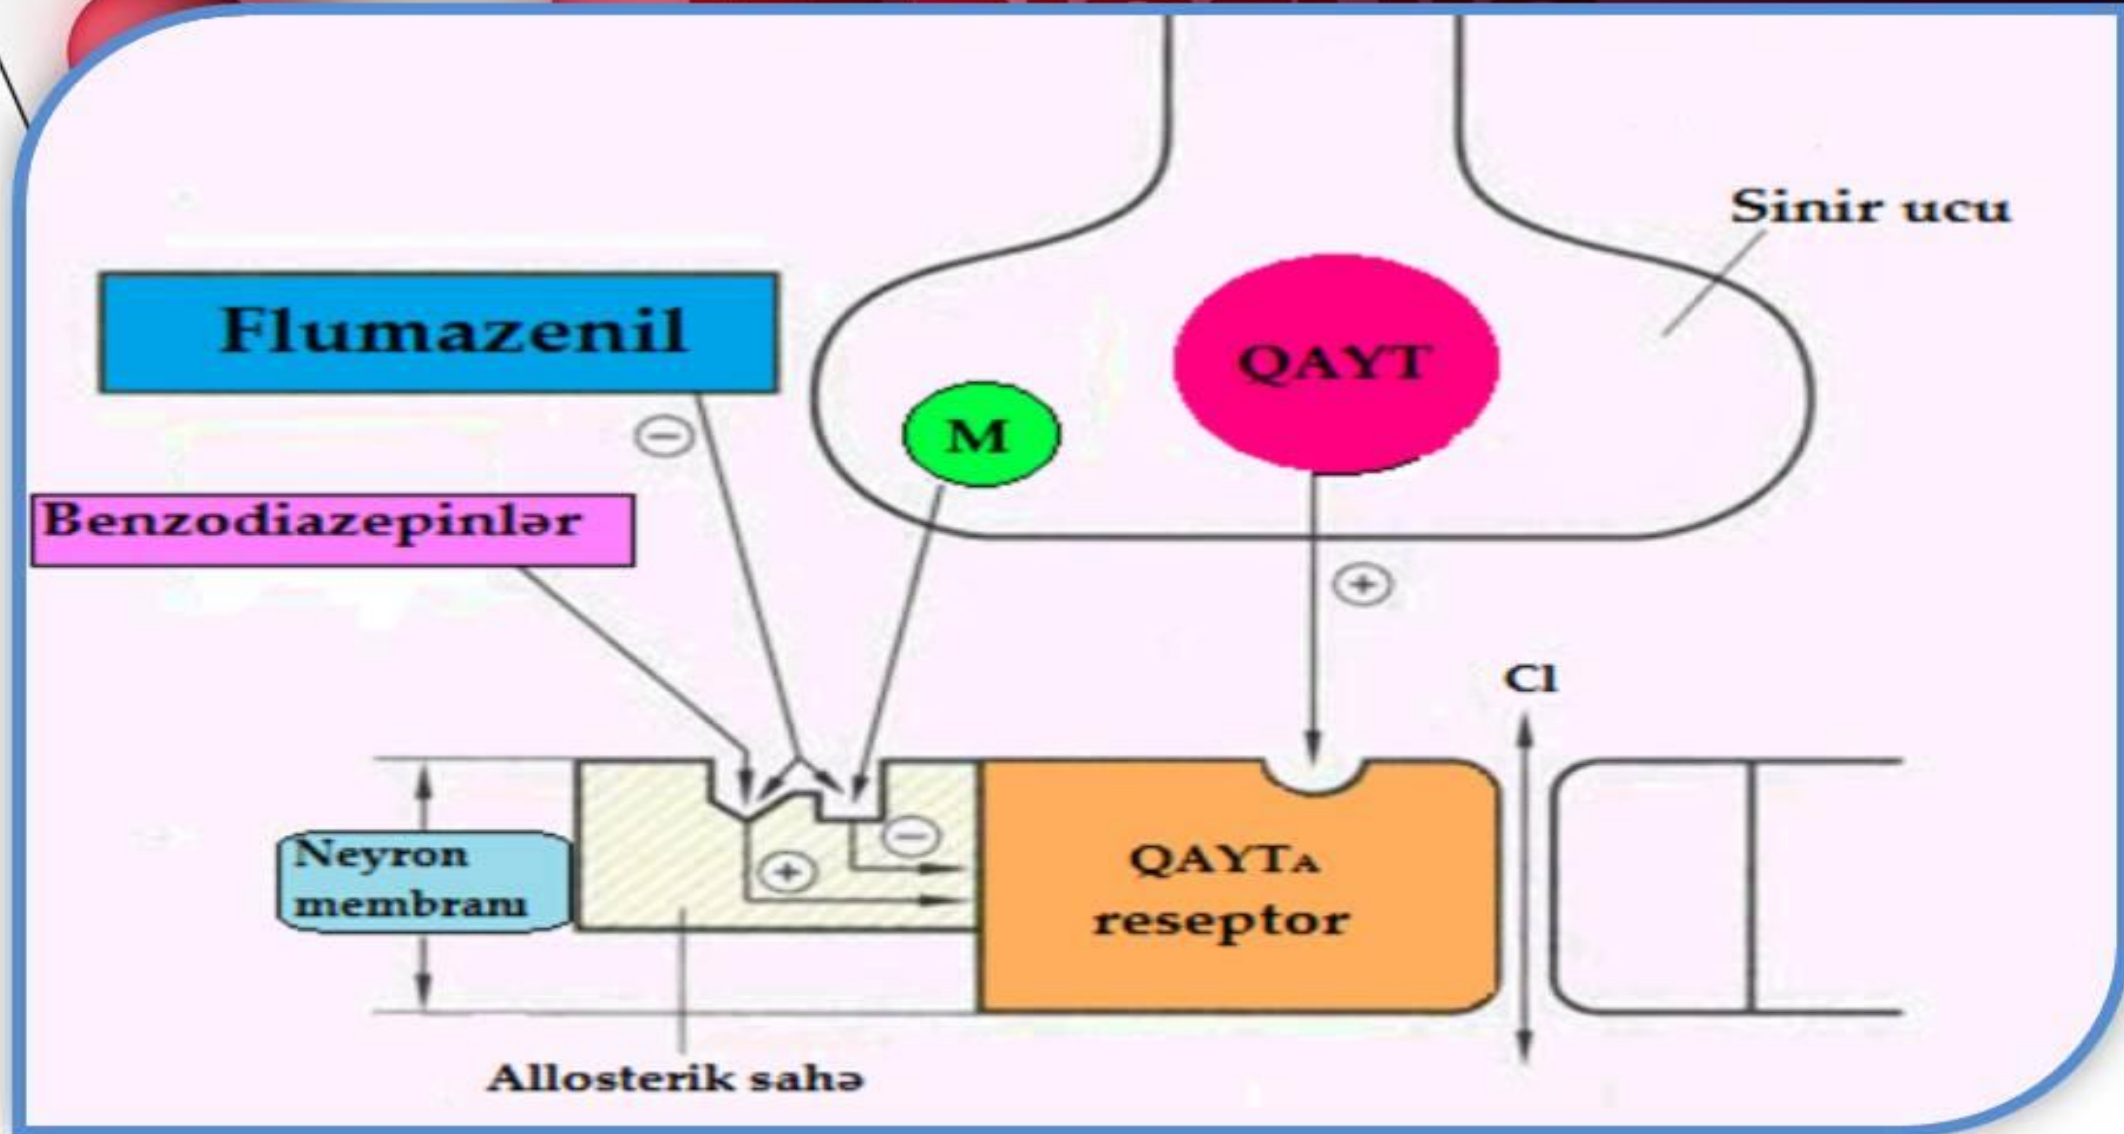 Sinir ucu
Flumazenil
QAYT
M
Benzodiazepinlər
Cl
Neyron
membranı
QAYTA
reseptor
Allosterik sahə